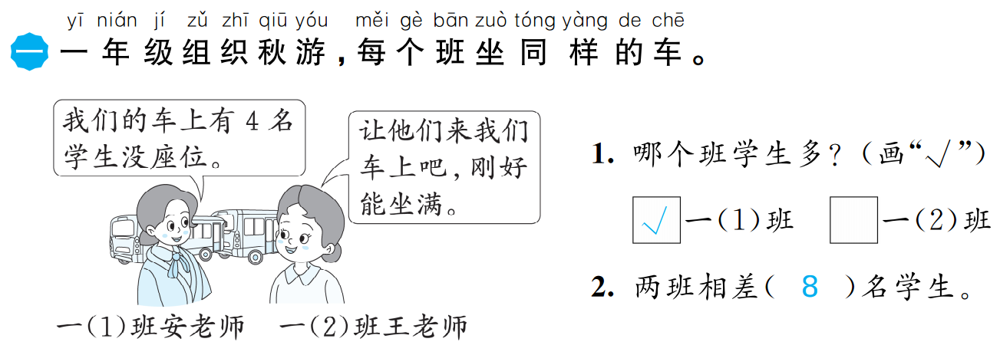 yī nián jí zǔ zhī qiū yóu měi gè bān zuò tóng yàng de chē
一 一年级组织秋游，每个班坐同样的车。
我们的车上有 4 名
学生没座位。
让他们来我们
车上吧，刚好
能坐满。
一(1)班安老师
一(2)班王老师
1. 哪个班学生多？(画“√”)
√ 一(1)班 一(2)班
2. 两班相差( 8 )名学生。